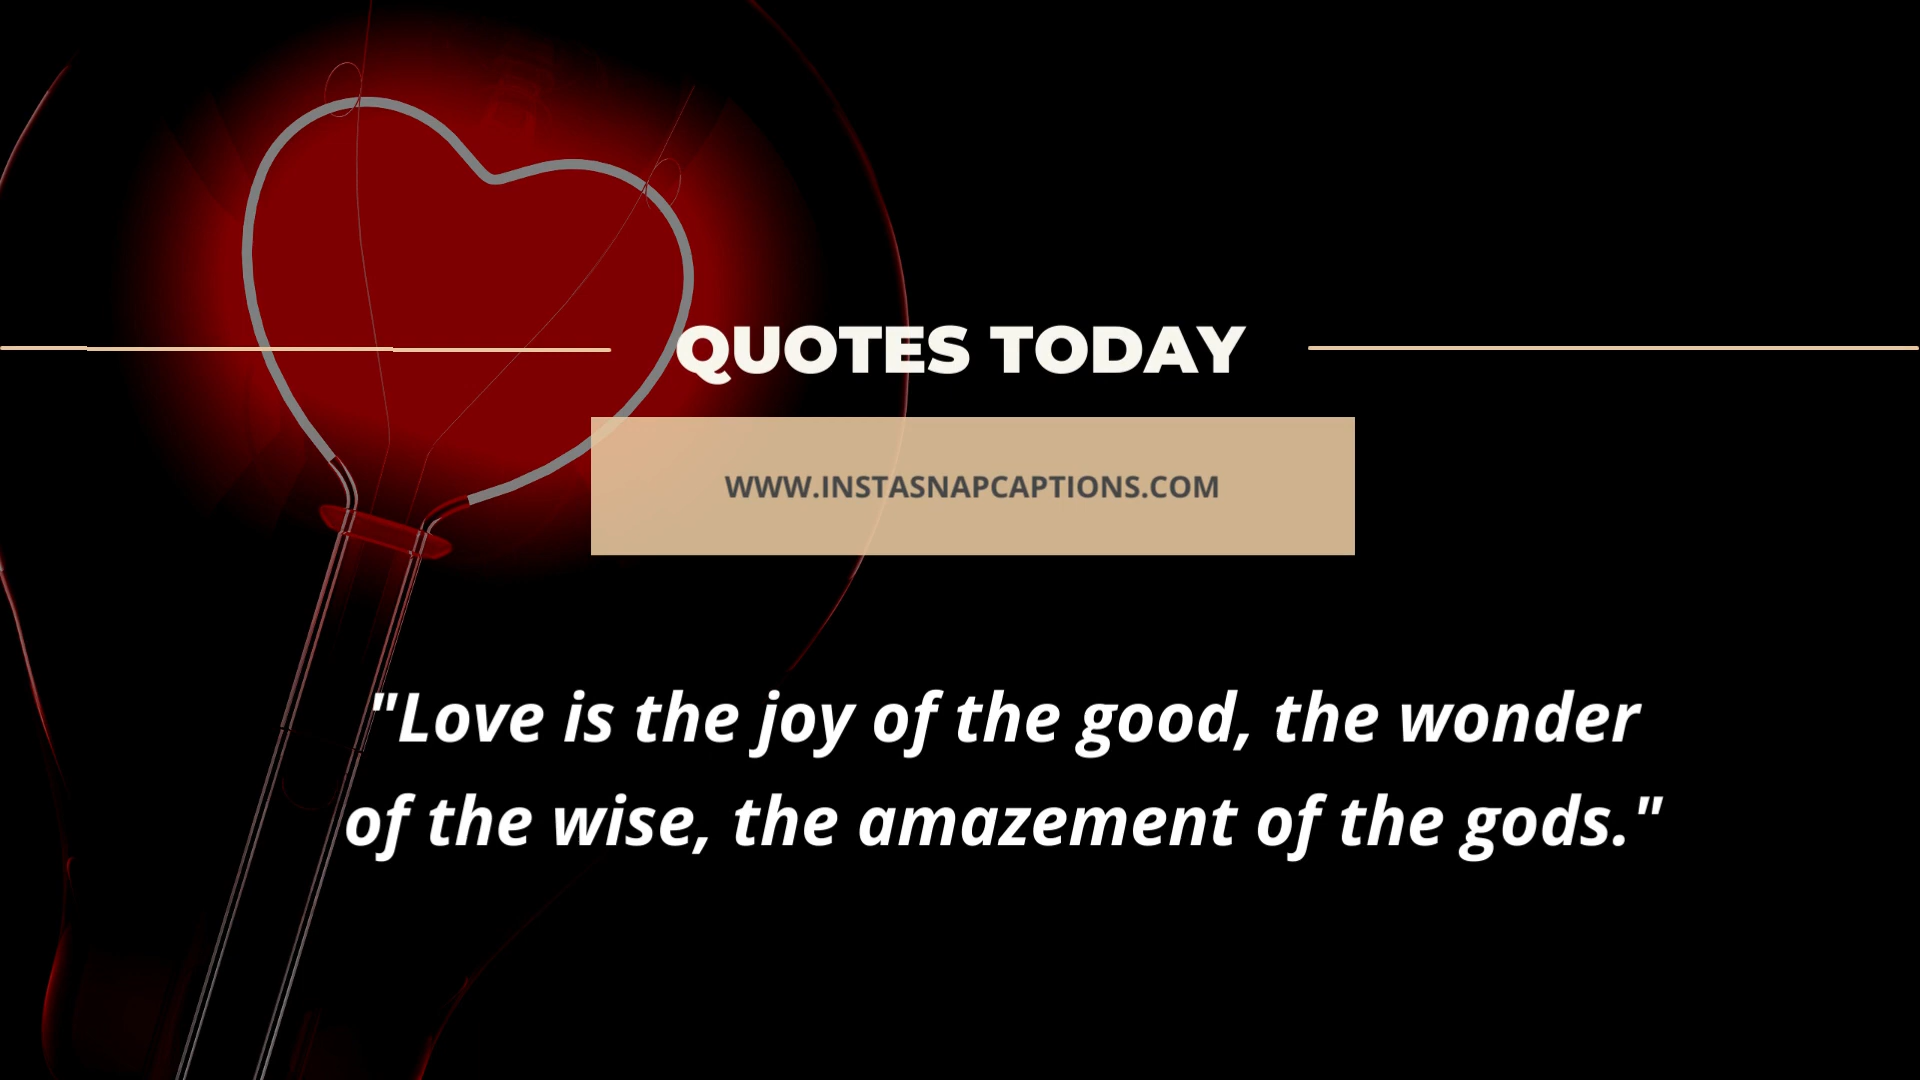 QUOTES TODAY
WWW.INSTASNAPCAPTIONS.COM
"Love is the joy of the good, the wonder
of the wise, the amazement of the gods."